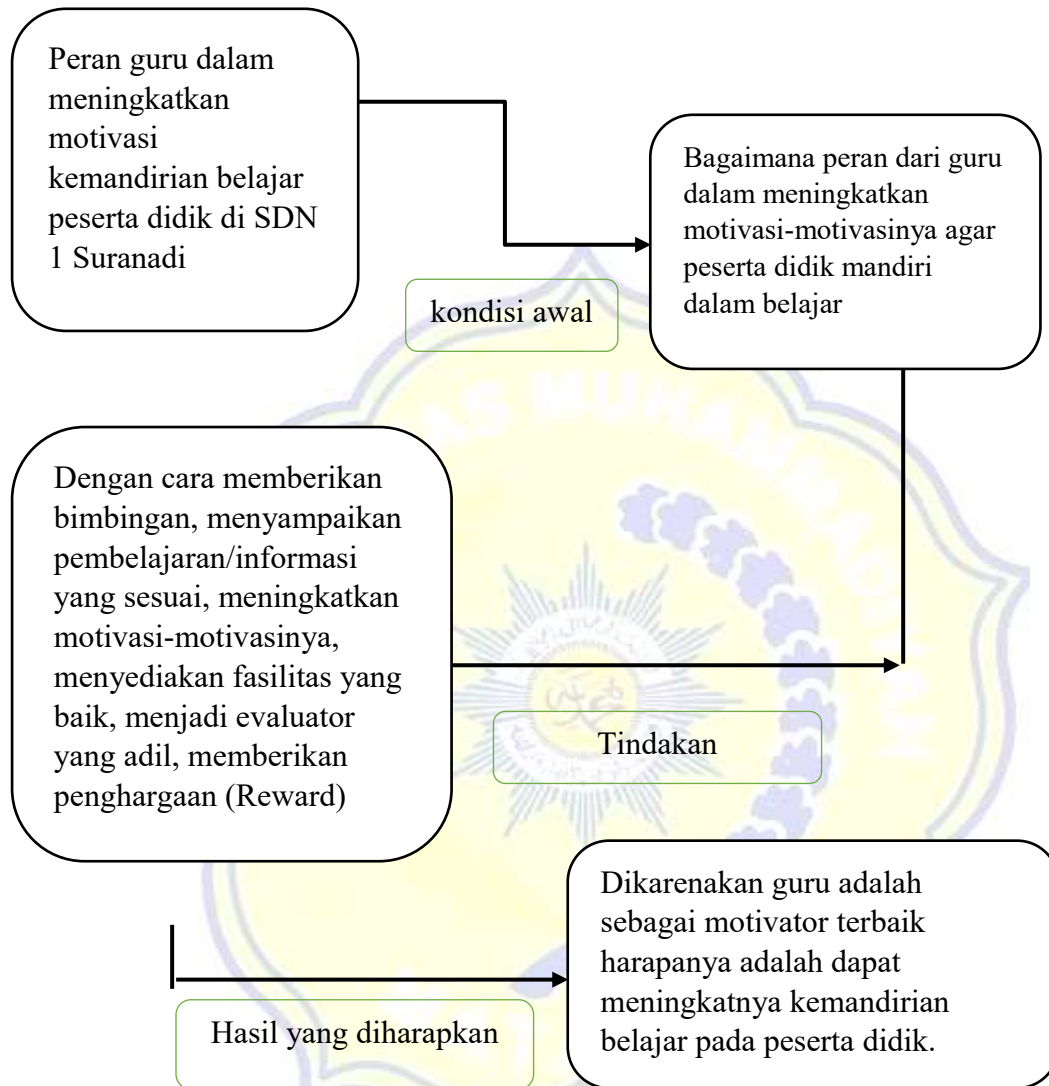 Peran guru dalam
meningkatkan
motivasi
kemandirian belajar
peserta didik di SDN
1 Suranadi
Bagaimana peran dari guru
dalam meningkatkan
motivasi-motivasinya agar
peserta didik mandiri
dalam belajar
kondisi awal
Dengan cara memberikan
bimbingan, menyampaikan
pembelajaran/informasi
yang sesuai, meningkatkan
motivasi-motivasinya,
menyediakan fasilitas yang
baik, menjadi evaluator
yang adil, memberikan
penghargaan (Reward)
Tindakan
Dikarenakan guru adalah
sebagai motivator terbaik
harapanya adalah dapat
meningkatnya kemandirian
belajar pada peserta didik.
Hasil yang diharapkan